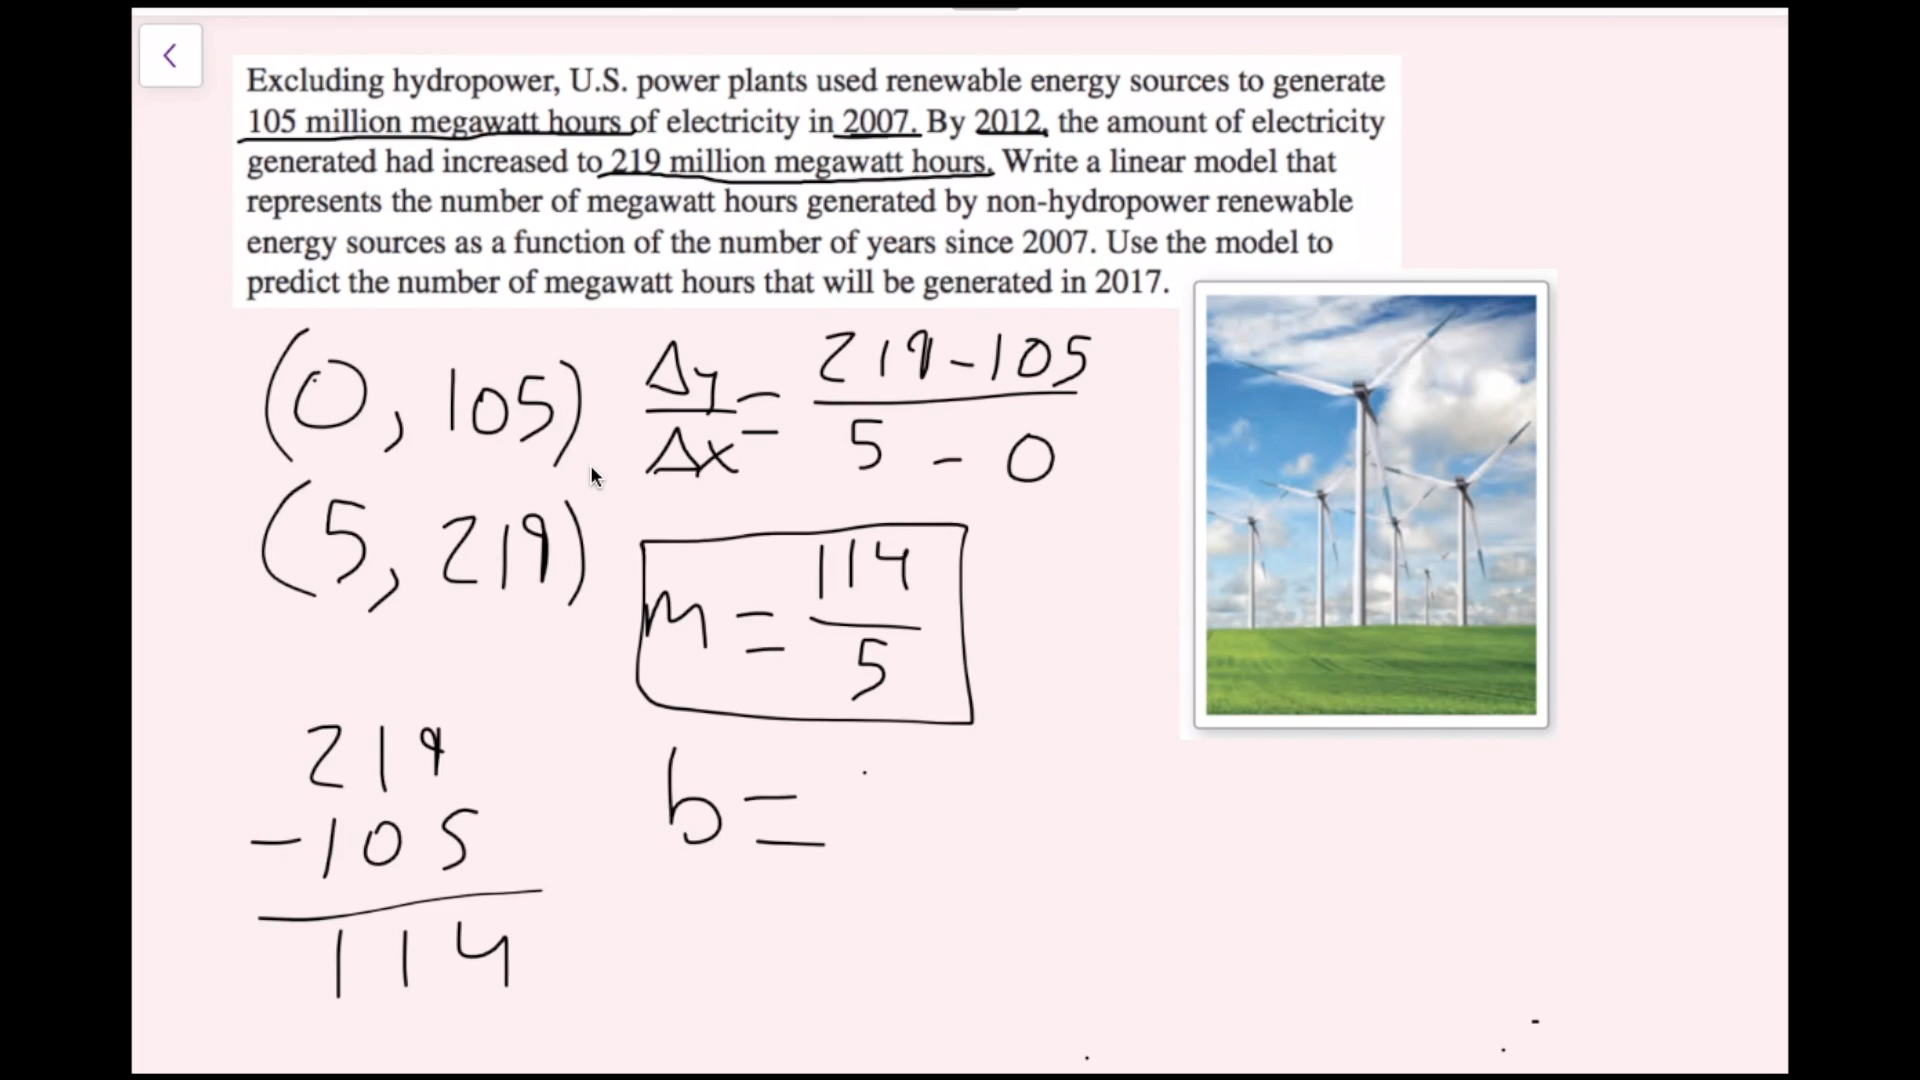 Excluding hydropower, U.S. power plants used renewable energy sources to generate
105 million megawatt hours of electricity in 2007. By 2012, the amount of electricity
generated had increased to 219 million megawatt hours. Write a linear model that
represents the number of megawatt hours generated by non-hydropower renewable
energy sources as a function of the number of years since 2007. Use the model to
predict the number of megawatt hours that will be generated in 2017.
(0, 105)
(5, 219)
Δy/Δx = (219-105)/(5 - 0)
m = 114/5
219
-105
114
b =